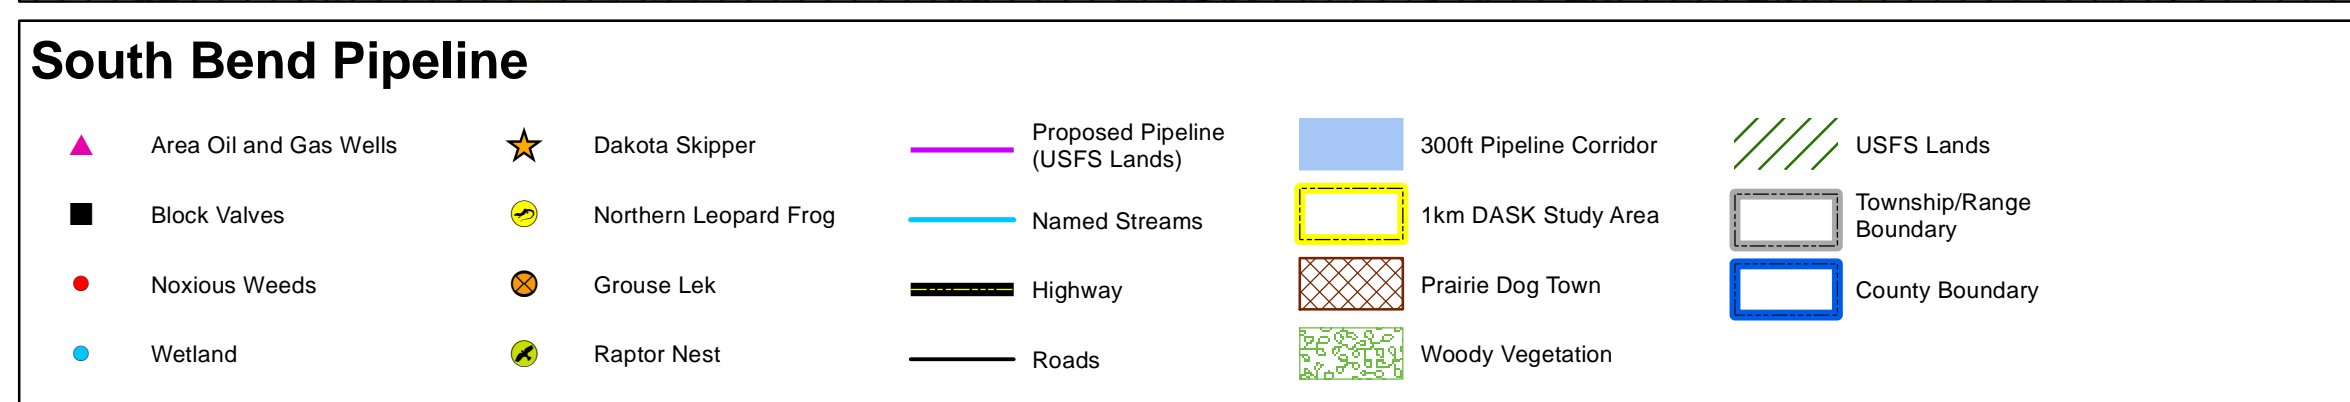 South Bend Pipeline
Area Oil and Gas Wells
Block Valves
Noxious Weeds
Wetland
Dakota Skipper
Northern Leopard Frog
Grouse Lek
Raptor Nest
Proposed Pipeline
(USFS Lands)
Named Streams
Highway
Roads
300ft Pipeline Corridor
1km DASK Study Area
Prairie Dog Town
Woody Vegetation
USFS Lands
Township/Range
Boundary
County Boundary